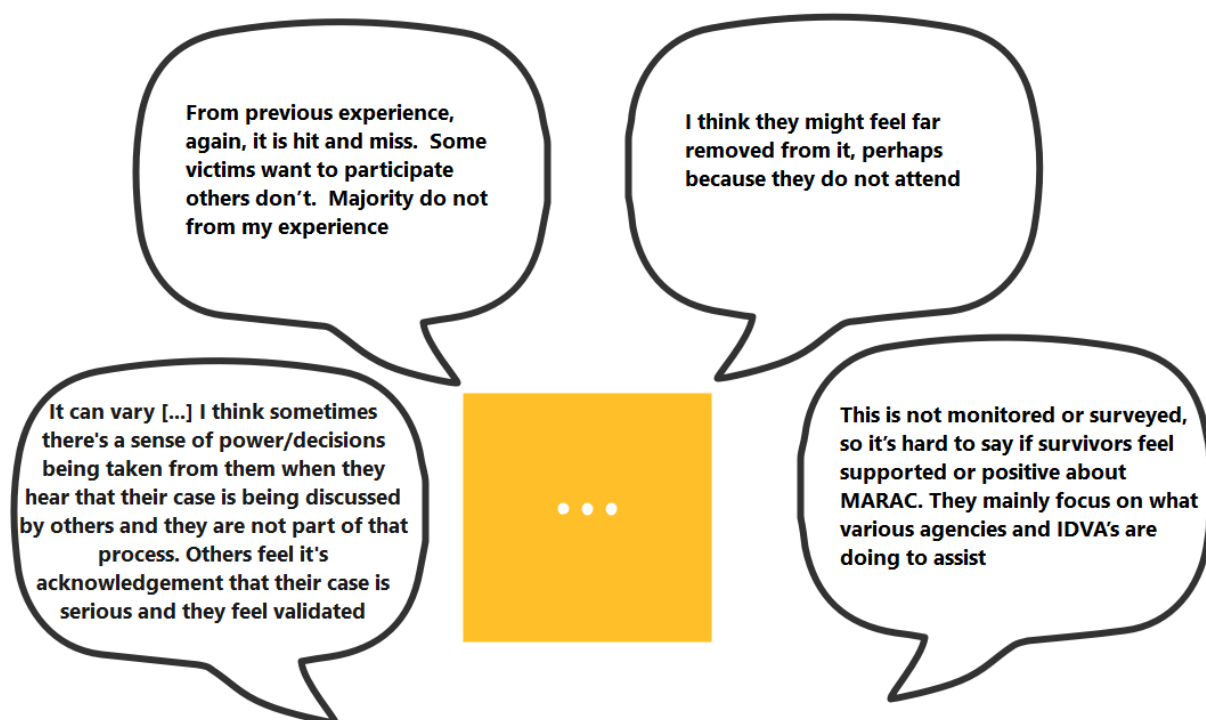 From previous experience,
again, it is hit and miss.  Some
victims want to participate
others don’t.  Majority do not
from my experience
I think they might feel far
removed from it, perhaps
because they do not attend
It can vary [...] I think sometimes
there's a sense of power/decisions
being taken from them when they
hear that their case is being discussed
by others and they are not part of that
process. Others feel it's
acknowledgement that their case is
serious and they feel validated
This is not monitored or surveyed,
so it’s hard to say if survivors feel
supported or positive about
MARAC. They mainly focus on what
various agencies and IDVA’s are
doing to assist